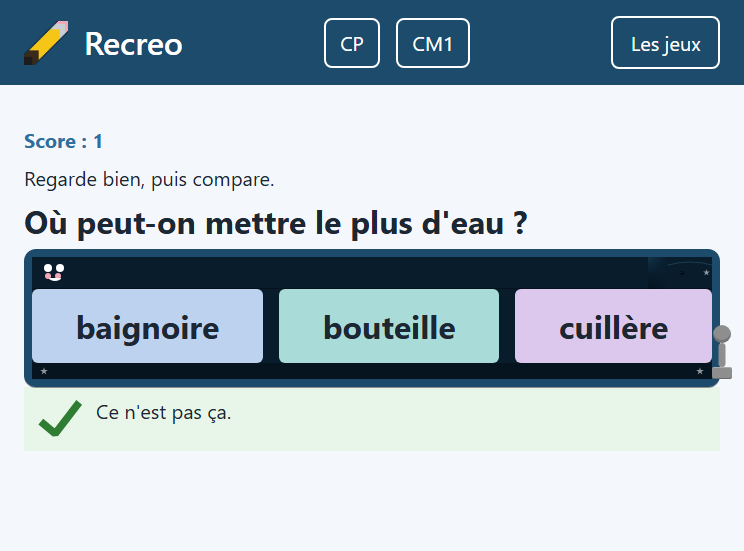 Recreo
CP
CM1
Les jeux
Score : 1
Regarde bien, puis compare.
Où peut-on mettre le plus d'eau ?
baignoire
bouteille
cuillère
Ce n'est pas ça.